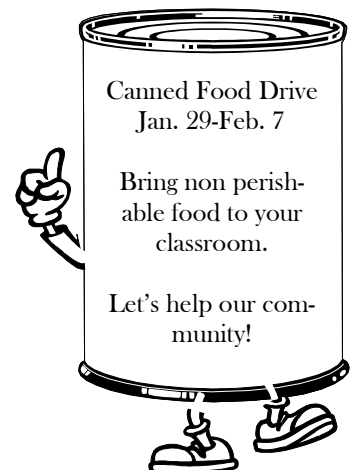 Canned Food Drive
Jan. 29-Feb. 7
Bring non perish-
able food to your
classroom.
Let's help our com-
munity!